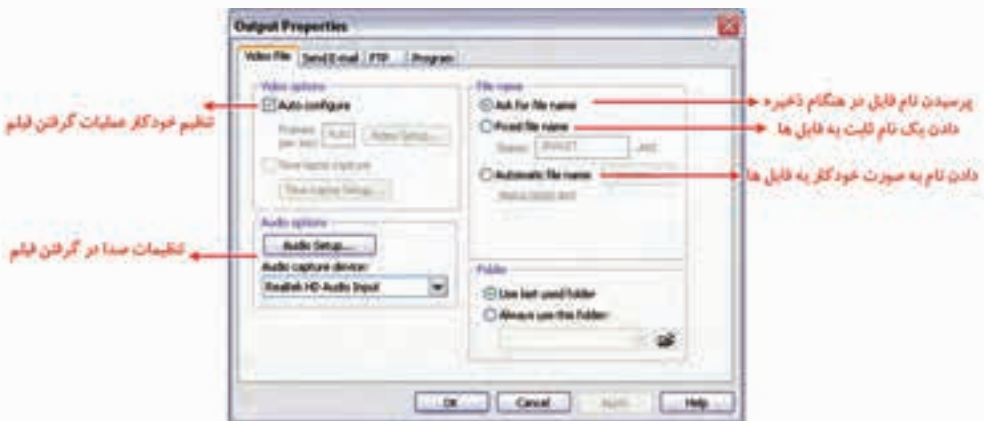 Output Properties
Video File Send E-mail FTP Program
Video options
Auto configure
Frames per sec: Auto Video Setup...
Time-lapse capture
Time-lapse Setup...
Audio options
Audio Setup...
Audio capture device:
Realtek HD Audio Input
File name
Ask for file name
Fixed file name
Name:
Automatic file name
Folder
Use last used folder
Always use this folder:
OK Cancel Apply Help
تنظیم خودکار عملیات گرفتن فیلم
تنظیمات صدا در گرفتن فیلم
پرسیدن نام فایل در هنگام ذخیره
دادن یک نام ثابت به فایل ها
دادن نام به صورت خودکار به فایل ها